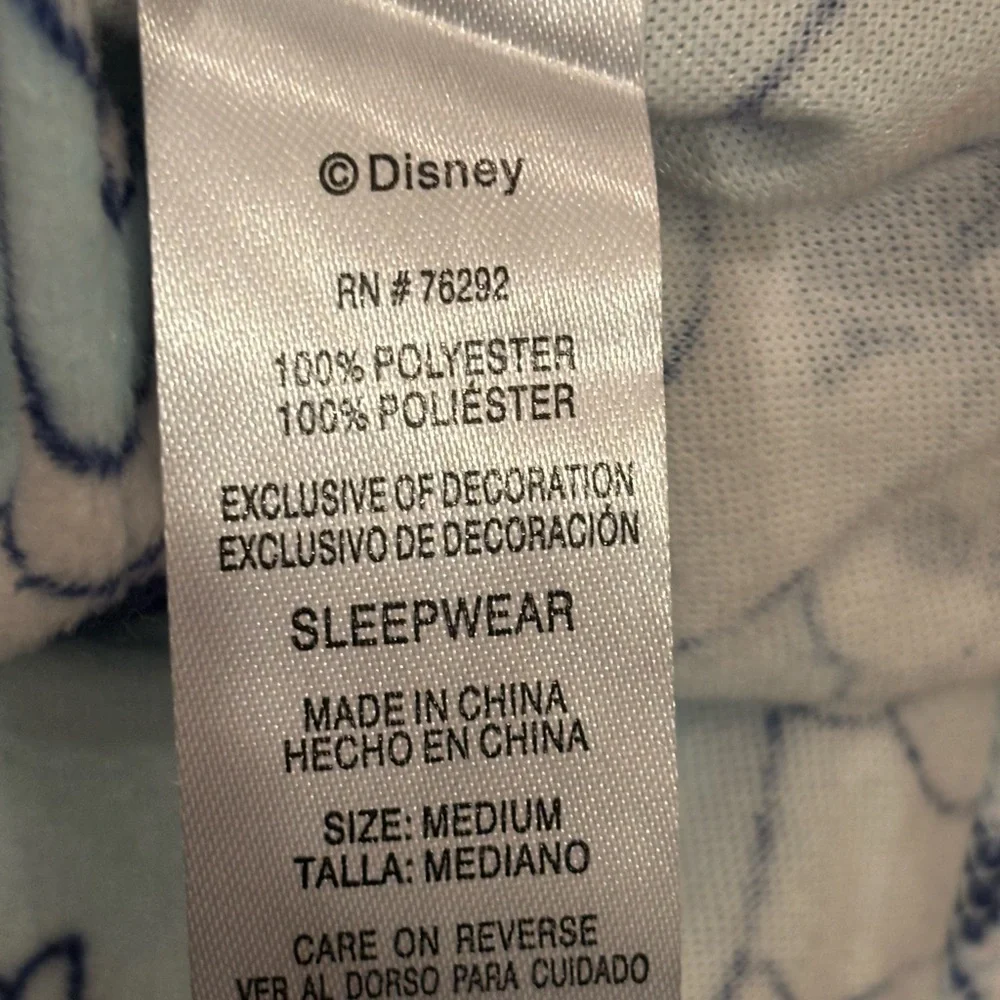 ©Disney
RN # 76292
100% POLYESTER
100% POLIÉSTER
EXCLUSIVE OF DECORATION
EXCLUSIVO DE DECORACIÓN
SLEEPWEAR
MADE IN CHINA
HECHO EN CHINA
SIZE: MEDIUM
TALLA: MEDIANO
CARE ON REVERSE
VER AL DORSO PARA CUIDADO